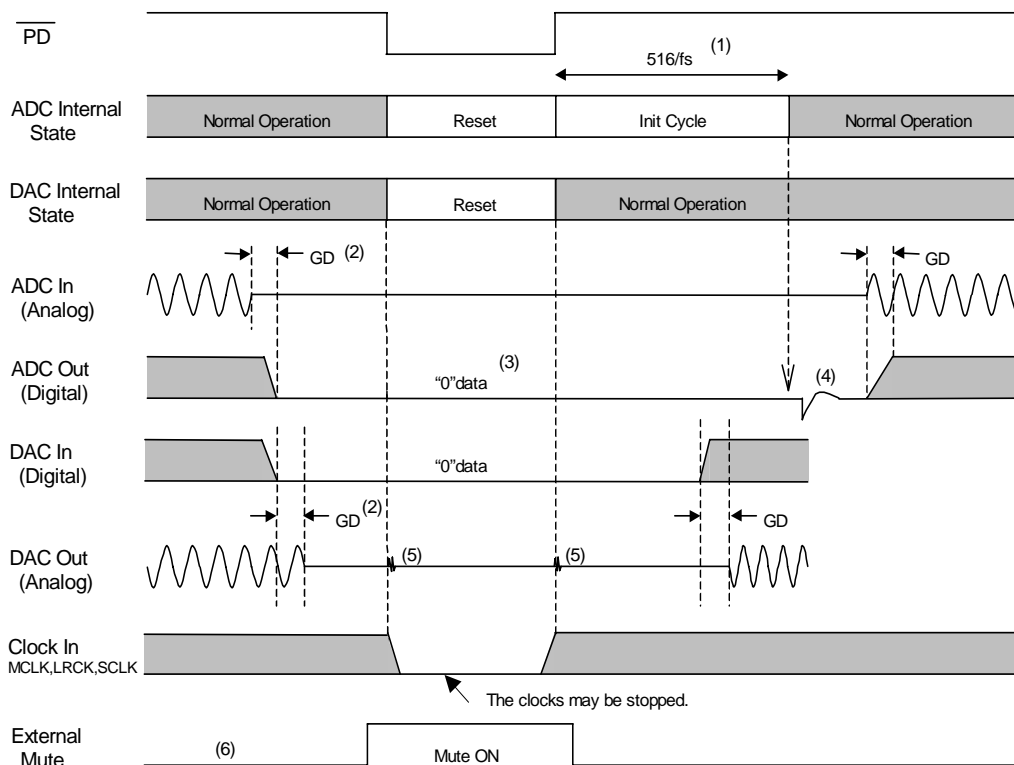 PD
516/fs (1)
ADC Internal
State
Normal Operation Reset Init Cycle Normal Operation
DAC Internal
State
Normal Operation Reset Normal Operation
GD (2) GD
ADC In
(Analog)
ADC Out
(Digital)
“0”data (3) (4)
DAC In
(Digital)
“0”data
GD (2) GD
DAC Out
(Analog)
(5) (5)
Clock In
MCLK,LRCK,SCLK
The clocks may be stopped.
External
Mute
(6) Mute ON